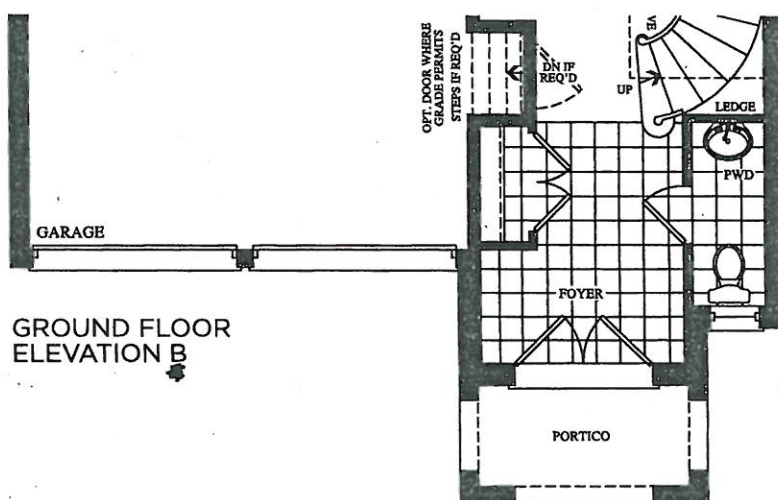 OPT. DOOR WHERE
GRADE PERMITS
STEPS IF REQ'D
DN IF
REQ'D
UP
VE
LEDGE
PWD
GARAGE
FOYER
GROUND FLOOR
ELEVATION B
PORTICO